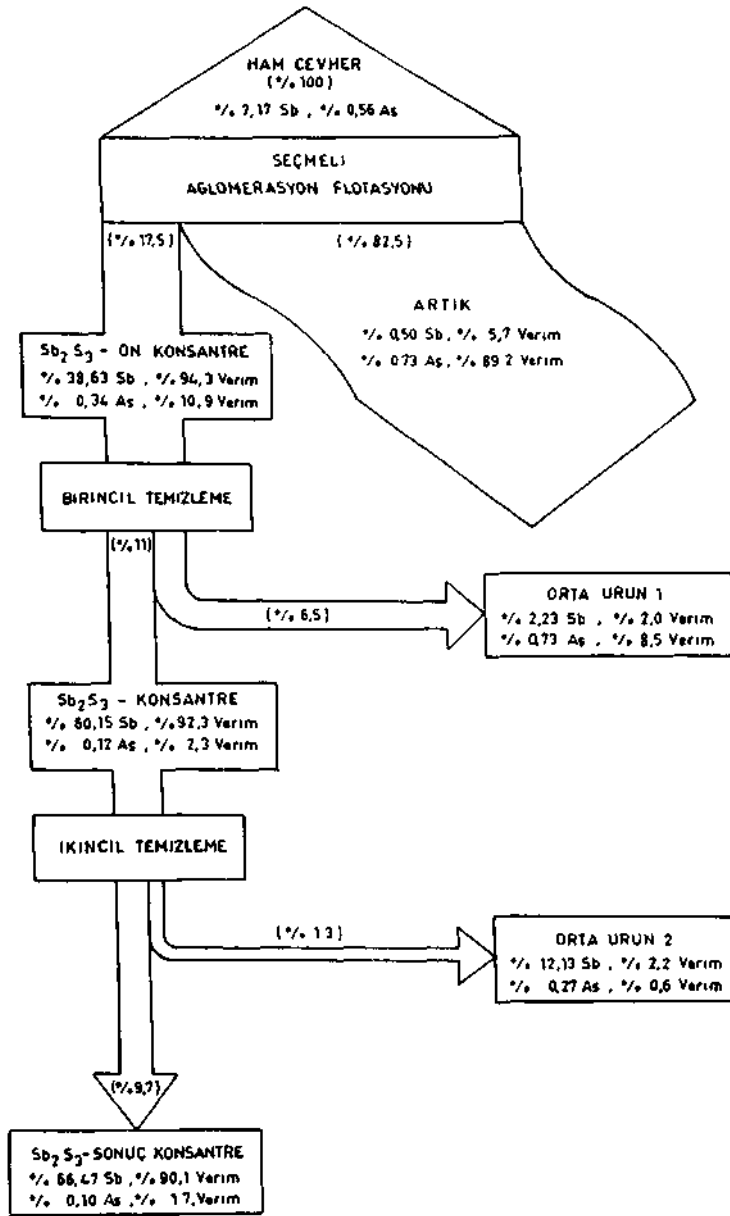 HAM CEVHER
(% 100)
% 7,17 Sb , % 0,56 As
SEÇMELİ
AGLOMERASYON FLOTASYONU
(% 17,5)
(% 82,5)
ARTIK
% 0,50 Sb , % 5,7 Verim
% 0,73 As , % 89,2 Verim
Sb₂S₃ - ÖN KONSANTRE
% 38,63 Sb , % 94,3 Verim
% 0,34 As , % 10,9 Verim
BİRİNCİL TEMİZLEME
(% 11)
(% 6,5)
ORTA ÜRÜN 1
% 2,23 Sb , % 2,0 Verim
% 0,73 As , % 8,5 Verim
Sb₂S₃ - KONSANTRE
% 60,15 Sb , % 92,3 Verim
% 0,12 As , % 2,3 Verim
İKİNCİL TEMİZLEME
(% 1,3)
ORTA ÜRÜN 2
% 12,13 Sb , % 2,2 Verim
% 0,27 As , % 0,6 Verim
(% 9,7)
Sb₂S₃-SONUÇ KONSANTRE
% 66,47 Sb , % 90,1 Verim
% 0,10 As , % 1,7, Verim